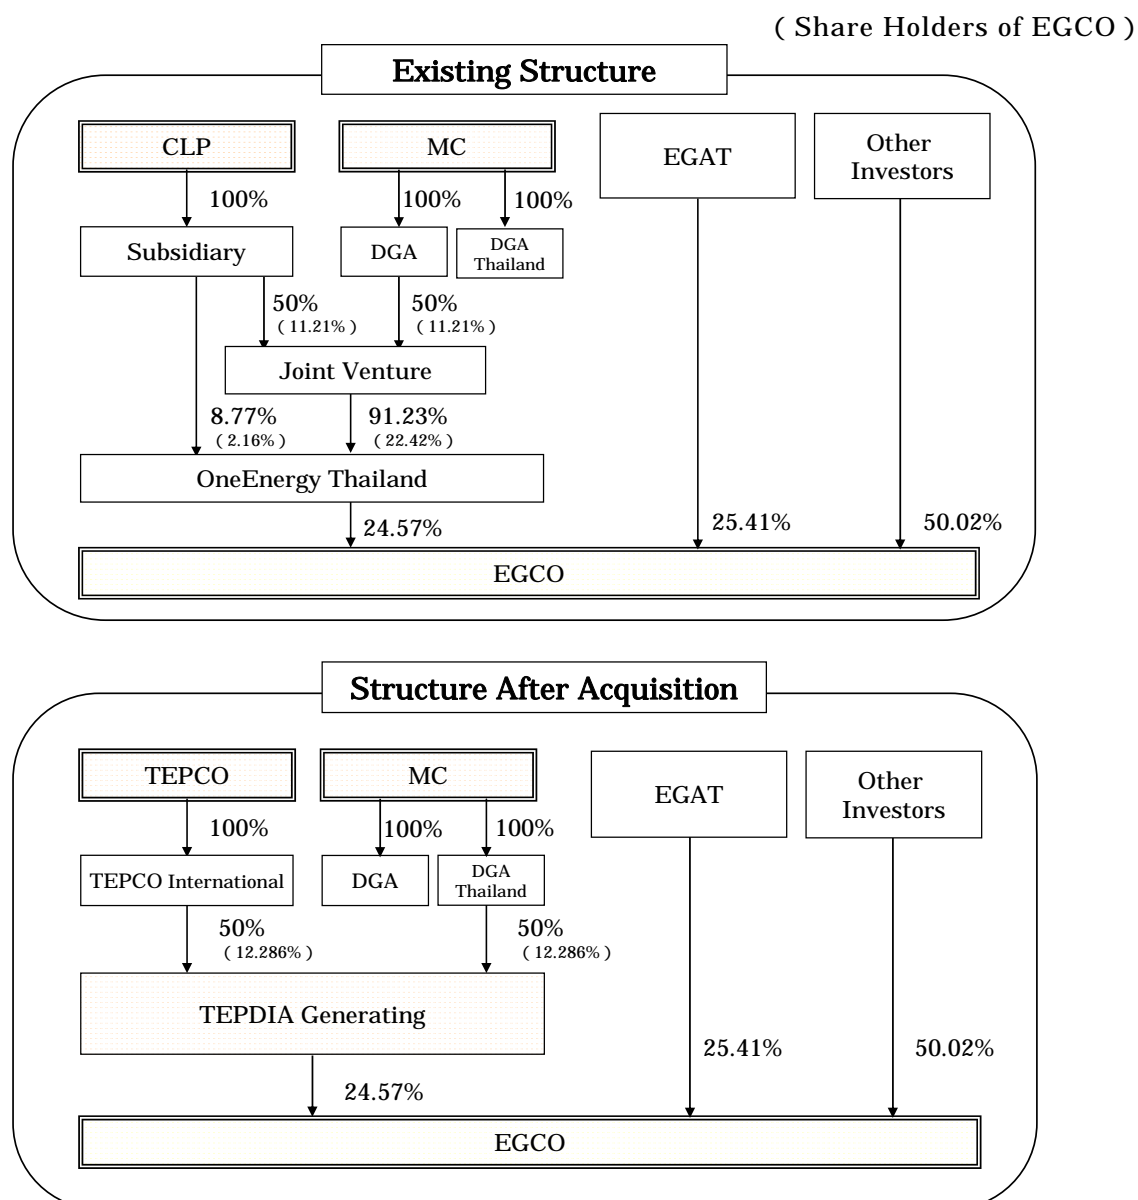 ( Share Holders of EGCO )
Existing Structure
CLP
MC
EGAT
Other
Investors
100%
100%
100%
Subsidiary
DGA
DGA
Thailand
50%
( 11.21% )
50%
( 11.21% )
Joint Venture
8.77%
( 2.16% )
91.23%
( 22.42% )
OneEnergy Thailand
24.57%
25.41%
50.02%
EGCO
Structure After Acquisition
TEPCO
MC
EGAT
Other
Investors
100%
100%
100%
TEPCO International
DGA
DGA
Thailand
50%
( 12.286% )
50%
( 12.286% )
TEPDIA Generating
25.41%
50.02%
24.57%
EGCO